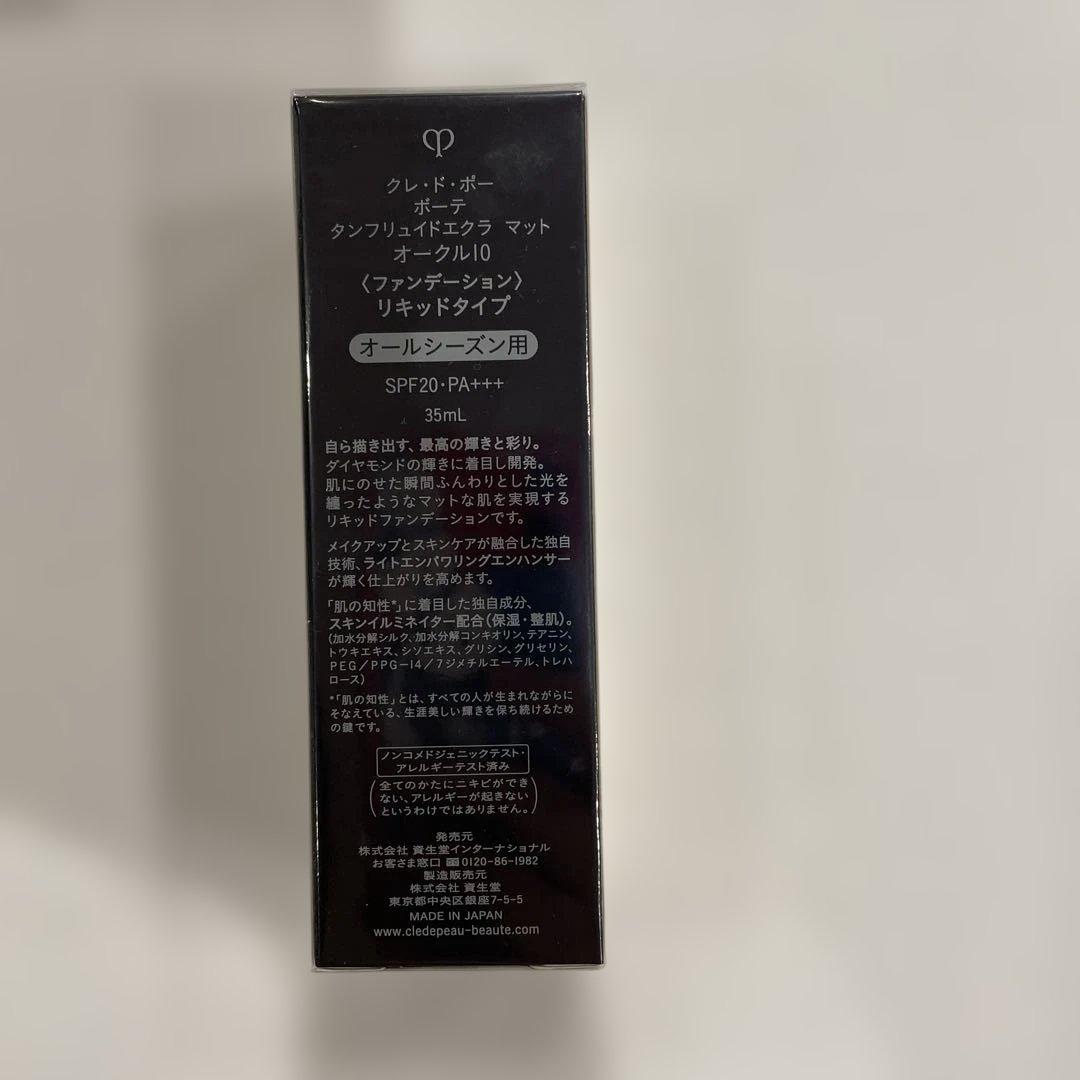 クレ・ド・ポー
ボーテ
タンフリュイドエクラ マット
オークル10
〈ファンデーション〉
リキッドタイプ
オールシーズン用
SPF20・PA+++
35mL
自ら描き出す、最高の輝きと彩り。
ダイヤモンドの輝きに着目し開発。
肌にのせた瞬間ふんわりとした光を
纏ったようなマットな肌を実現する
リキッドファンデーションです。
メイクアップとスキンケアが融合した独自
技術、ライトエンパワリングエンハンサー
が輝く仕上がりを高めます。
「肌の知性*」に着目した独自成分、
スキンイルミネイター配合(保湿・整肌)。
(加水分解シルク、加水分解コンキオリン、テアニン、
トウキエキス、シソエキス、グリシン、グリセリン、
PEG/PPG-14/7ジメチルエーテル、トレハ
ロース)
*「肌の知性」とは、すべての人が生まれながらに
そなえている、生涯美しい輝きを保ち続けるため
の鍵です。
ノンコメドジェニックテスト・
アレルギーテスト済み
(全てのかたにニキビができ
ない、アレルギーが起きない
というわけではありません。)
発売元
株式会社 資生堂インターナショナル
お客さま窓口 0120-86-1982
製造販売元
株式会社 資生堂
東京都中央区銀座7-5-5
MADE IN JAPAN
www.cledepeau-beaute.com